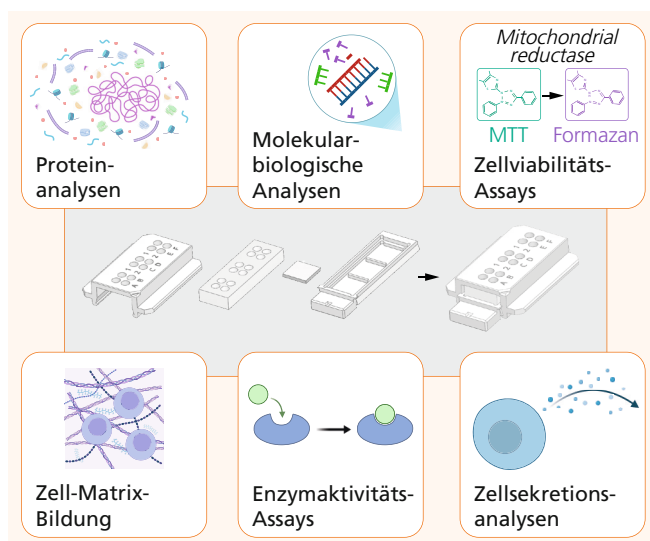 Mitochondrial
reductase
MTT
Formazan
Protein-
analysen
Molekular-
biologische
Analysen
Zellviabilitäts-
Assays
Zell-Matrix-
Bildung
Enzymaktivitäts-
Assays
Zellsekretions-
analysen